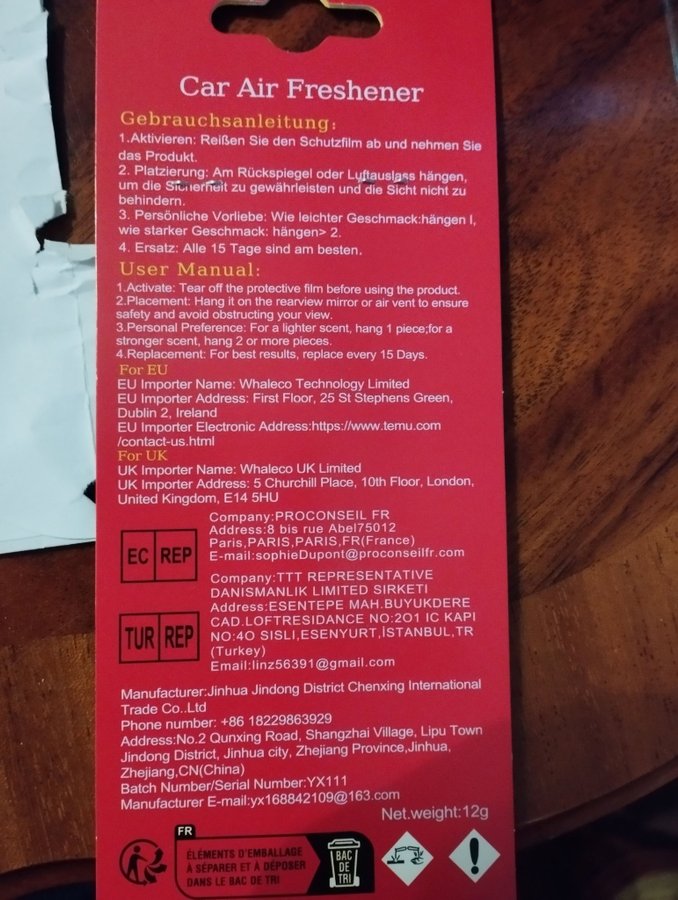 Car Air Freshener
Gebrauchsanleitung:
1.Aktivieren: Reißen Sie den Schutzfilm ab und nehmen Sie
das Produkt.
2. Platzierung: Am Rückspiegel oder Luftauslass hängen,
um die Sicherheit zu gewährleisten und die Sicht nicht zu
behindern.
3. Persönliche Vorliebe: Wie leichter Geschmack:hängen l,
wie starker Geschmack: hängen> 2.
4. Ersatz: Alle 15 Tage sind am besten.
User Manual:
1.Activate: Tear off the protective film before using the product.
2.Placement: Hang it on the rearview mirror or air vent to ensure
safety and avoid obstructing your view.
3.Personal Preference: For a lighter scent, hang 1 piece;for a
stronger scent, hang 2 or more pieces.
4.Replacement: For best results, replace every 15 Days.
For EU
EU Importer Name: Whaleco Technology Limited
EU Importer Address: First Floor, 25 St Stephens Green,
Dublin 2, Ireland
EU Importer Electronic Address:https://www.temu.com
/contact-us.html
For UK
UK Importer Name: Whaleco UK Limited
UK Importer Address: 5 Churchill Place, 10th Floor, London,
United Kingdom, E14 5HU
EC REP
Company:PROCONSEIL FR
Address:8 bis rue Abel75012
Paris,PARIS,PARIS,FR(France)
E-mail:sophieDupont@proconseilfr.com
TUR REP
Company:TTT REPRESENTATIVE
DANISMANLIK LIMITED SIRKETI
Address:ESENTEPE MAH.BUYUKDERE
CAD.LOFTRESIDANCE NO:2O1 IC KAPI
NO:4O SISLI,ESENYURT,İSTANBUL,TR
(Turkey)
Email:linz56391@gmail.com
Manufacturer:Jinhua Jindong District Chenxing International
Trade Co..Ltd
Phone number: +86 18229863929
Address:No.2 Qunxing Road, Shangzhai Village, Lipu Town
Jindong District, Jinhua city, Zhejiang Province,Jinhua,
Zhejiang,CN(China)
Batch Number/Serial Number:YX111
Manufacturer E-mail:yx168842109@163.com
Net.weight:12g
FR
ÉLÉMENTS D'EMBALLAGE
À SÉPARER ET À DÉPOSER
DANS LE BAC DE TRI
BAC
DE
TRI